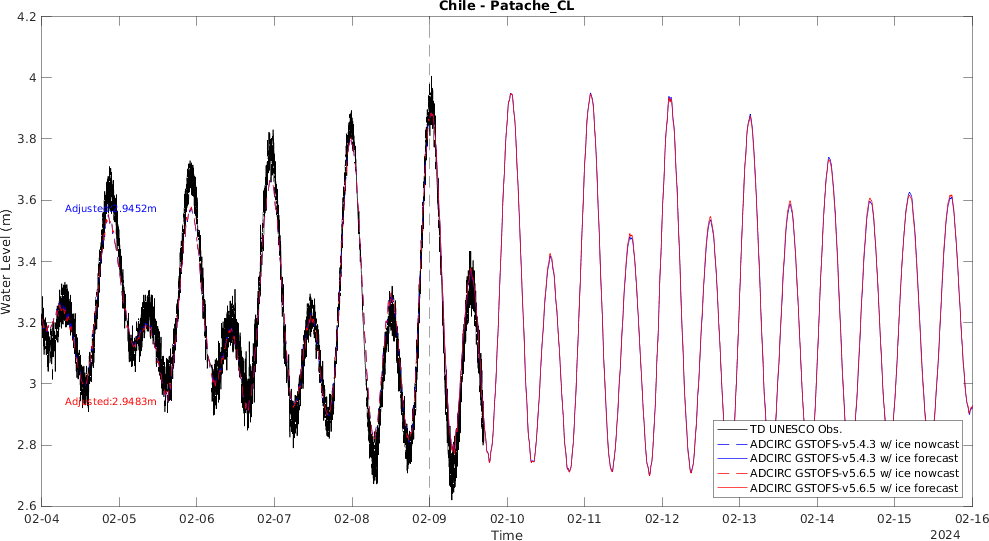 Chile - Patache_CL
4.2
4
3.8
3.6
3.4
3.2
3
2.8
2.6
Water Level (m)
Adjusted:2.9452m
Adjusted:2.9483m
TD UNESCO Obs.
ADCIRC GSTOFS-v5.4.3 w/ ice nowcast
ADCIRC GSTOFS-v5.4.3 w/ ice forecast
ADCIRC GSTOFS-v5.6.5 w/ ice nowcast
ADCIRC GSTOFS-v5.6.5 w/ ice forecast
02-04 02-05 02-06 02-07 02-08 02-09 02-10 02-11 02-12 02-13 02-14 02-15 02-16
Time
2024